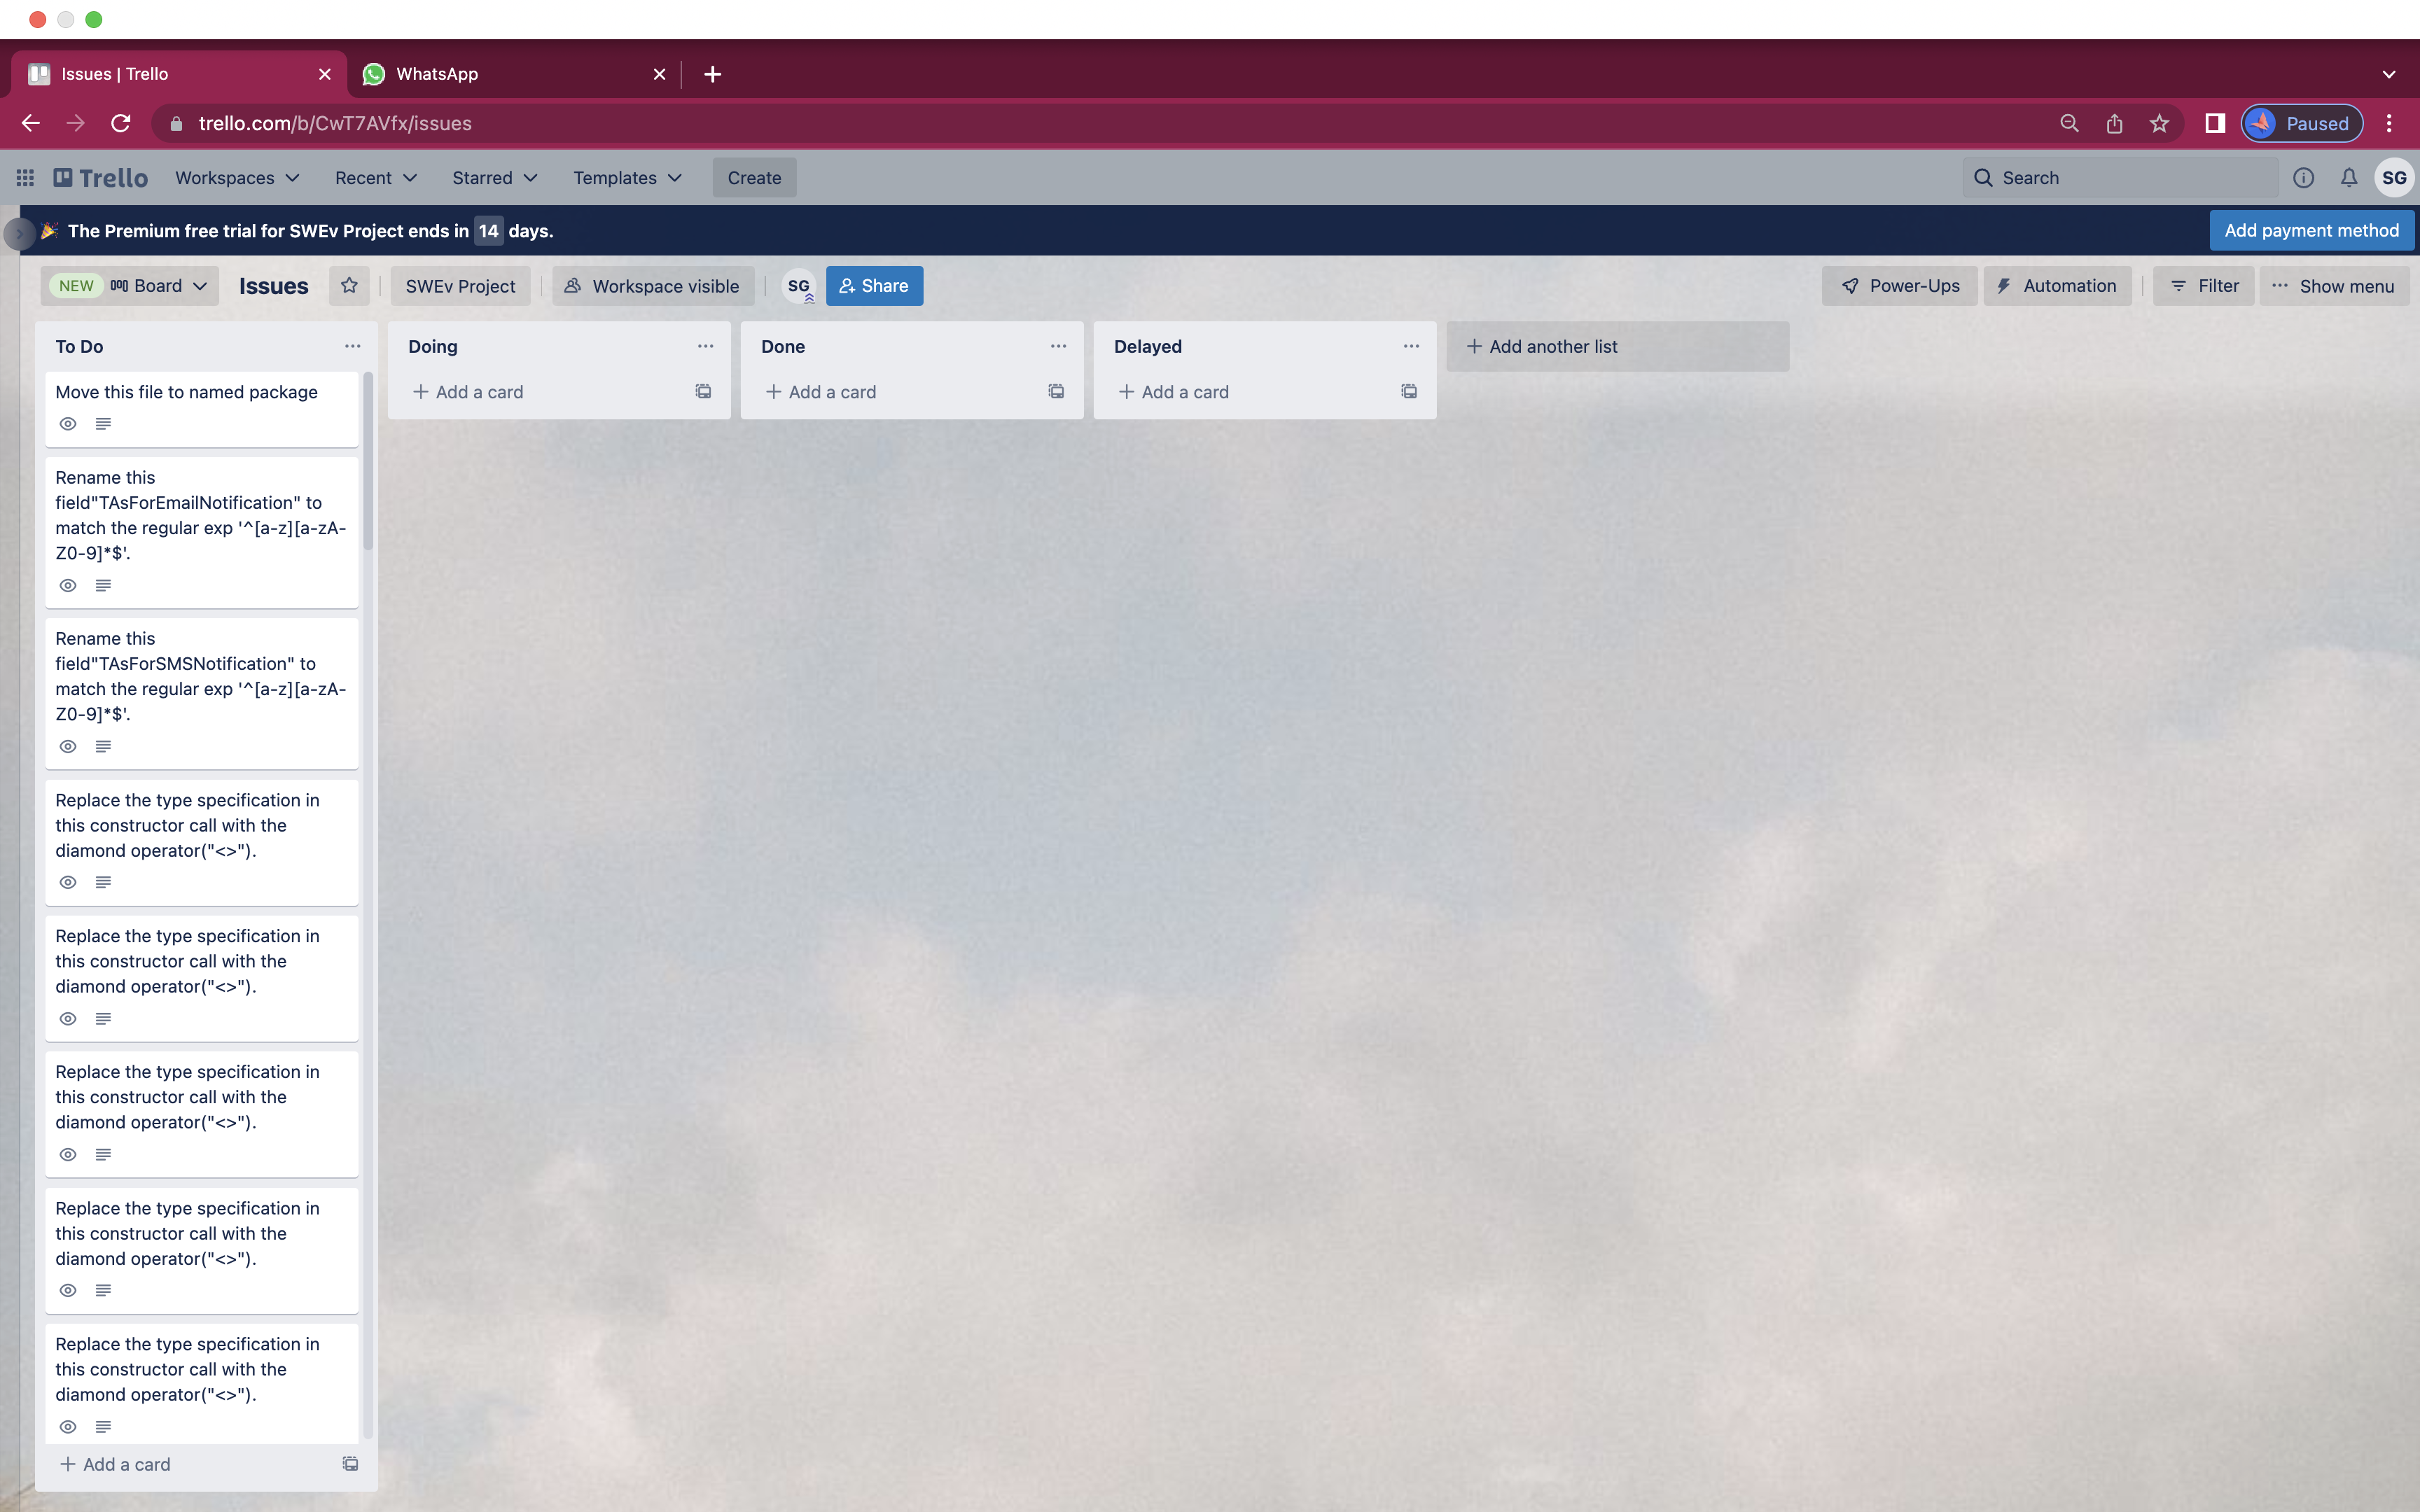 Issues | Trello
WhatsApp
trello.com/b/CwT7AVfx/issues
Paused
Trello
Workspaces
Recent
Starred
Templates
Create
Search
SG
The Premium free trial for SWEv Project ends in 14 days.
Add payment method
NEW Board
Issues
SWEv Project
Workspace visible
SG
Share
Power-Ups
Automation
Filter
Show menu
To Do
Move this file to named package
Rename this
field"TAsForEmailNotification" to
match the regular exp '^[a-z][a-zA-
Z0-9]*$'.
Rename this
field"TAsForSMSNotification" to
match the regular exp '^[a-z][a-zA-
Z0-9]*$'.
Replace the type specification in
this constructor call with the
diamond operator("<>").
Replace the type specification in
this constructor call with the
diamond operator("<>").
Replace the type specification in
this constructor call with the
diamond operator("<>").
Replace the type specification in
this constructor call with the
diamond operator("<>").
Replace the type specification in
this constructor call with the
diamond operator("<>").
Add a card
Doing
Add a card
Done
Add a card
Delayed
Add a card
Add another list